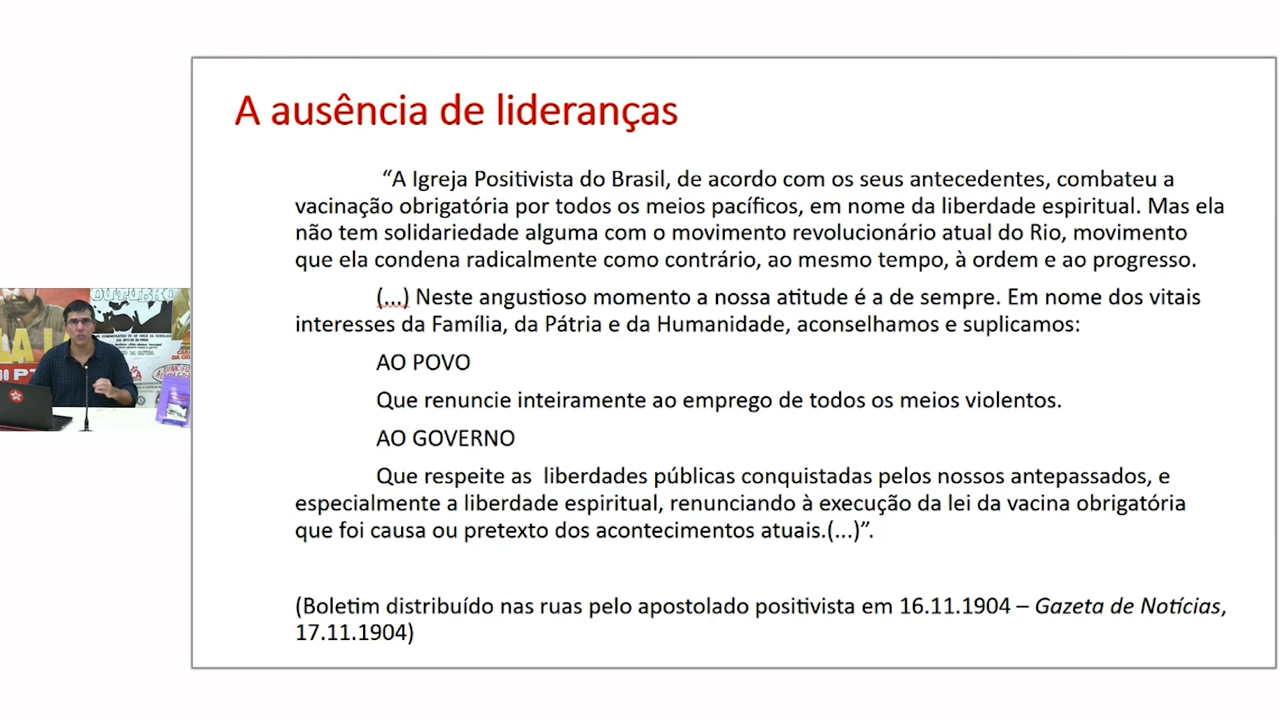 A ausência de lideranças
“A Igreja Positivista do Brasil, de acordo com os seus antecedentes, combateu a
vacinação obrigatória por todos os meios pacíficos, em nome da liberdade espiritual. Mas ela
não tem solidariedade alguma com o movimento revolucionário atual do Rio, movimento
que ela condena radicalmente como contrário, ao mesmo tempo, à ordem e ao progresso.
(...) Neste angustioso momento a nossa atitude é a de sempre. Em nome dos vitais
interesses da Família, da Pátria e da Humanidade, aconselhamos e suplicamos:
AO POVO
Que renuncie inteiramente ao emprego de todos os meios violentos.
AO GOVERNO
Que respeite as  liberdades públicas conquistadas pelos nossos antepassados, e
especialmente a liberdade espiritual, renunciando à execução da lei da vacina obrigatória
que foi causa ou pretexto dos acontecimentos atuais.(...)”.
(Boletim distribuído nas ruas pelo apostolado positivista em 16.11.1904 – Gazeta de Notícias,
17.11.1904)
OUTUBRO